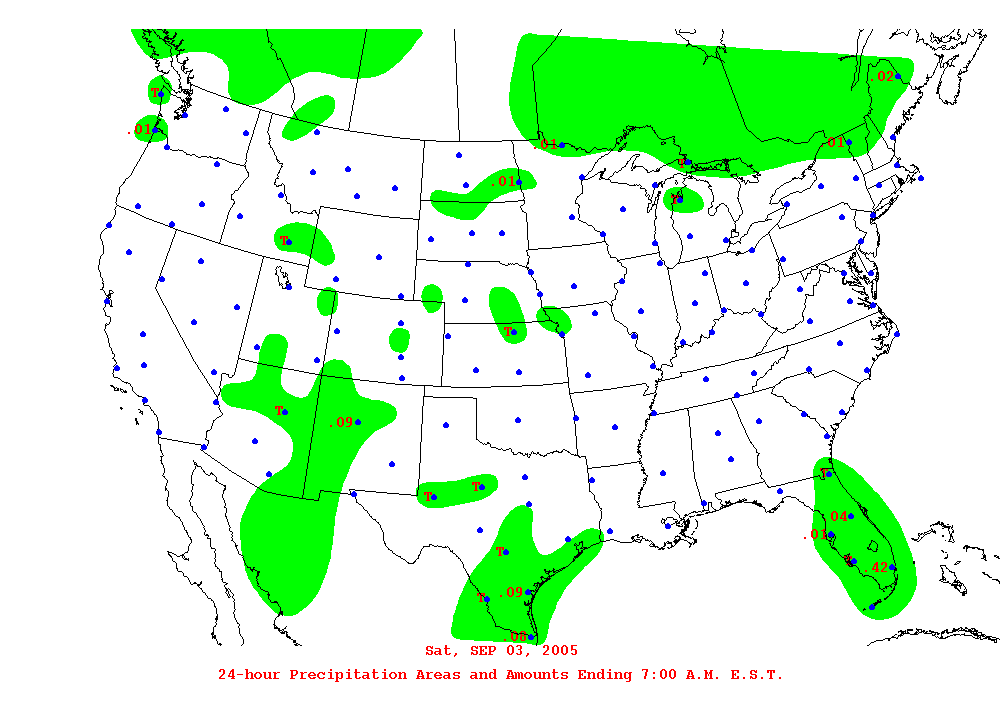 .02
T
.01
.01
.01
T
.01
T
T
T
T
.09
T
T
T
.04
.01
T
T
.42
.09
T
.06
Sat, SEP 03, 2005
24-hour Precipitation Areas and Amounts Ending 7:00 A.M. E.S.T.